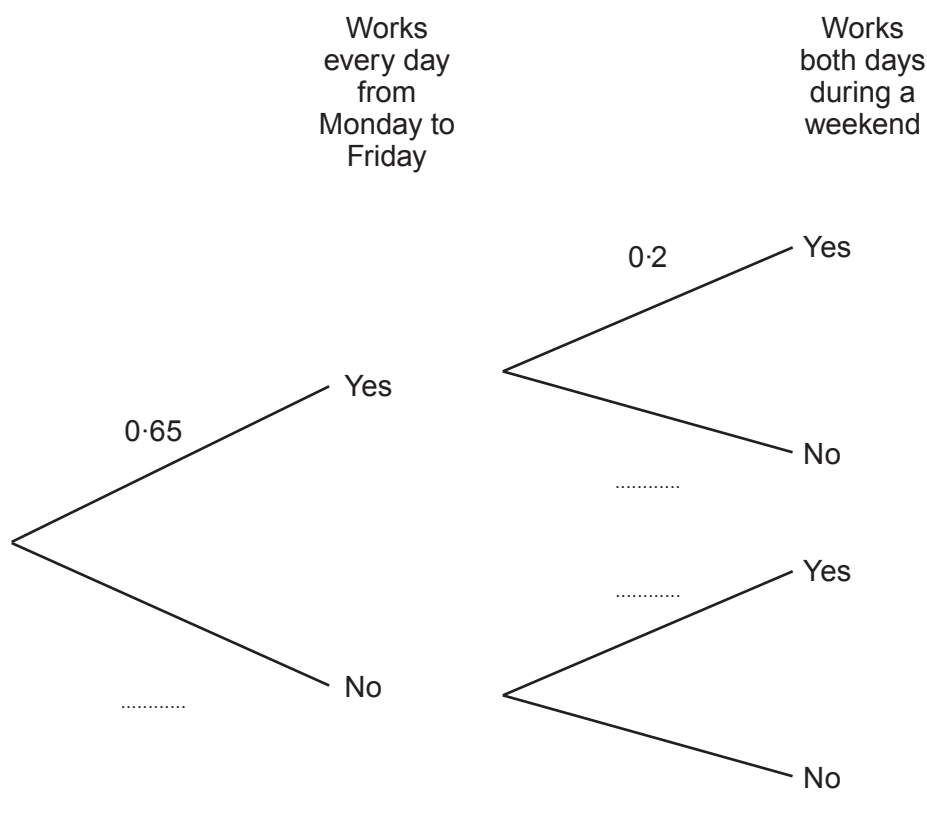 Works
every day
from
Monday to
Friday
Works
both days
during a
weekend
0·2
Yes
Yes
0·65
No
............
Yes
............
No
............
No